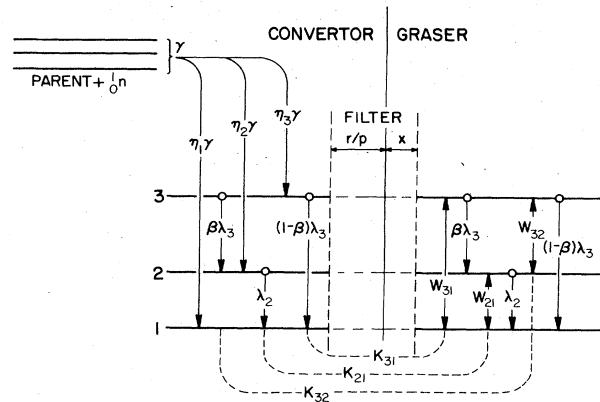 CONVERTOR GRASER
γ
PARENT + ¹₀n
FILTER
r/p x
η₁γ η₂γ η₃γ
3
βλ₃ (1-β)λ₃ W₃₁ βλ₃ W₃₂ (1-β)λ₃
2
λ₂ W₂₁ λ₂
1
K₃₁
K₂₁
K₃₂